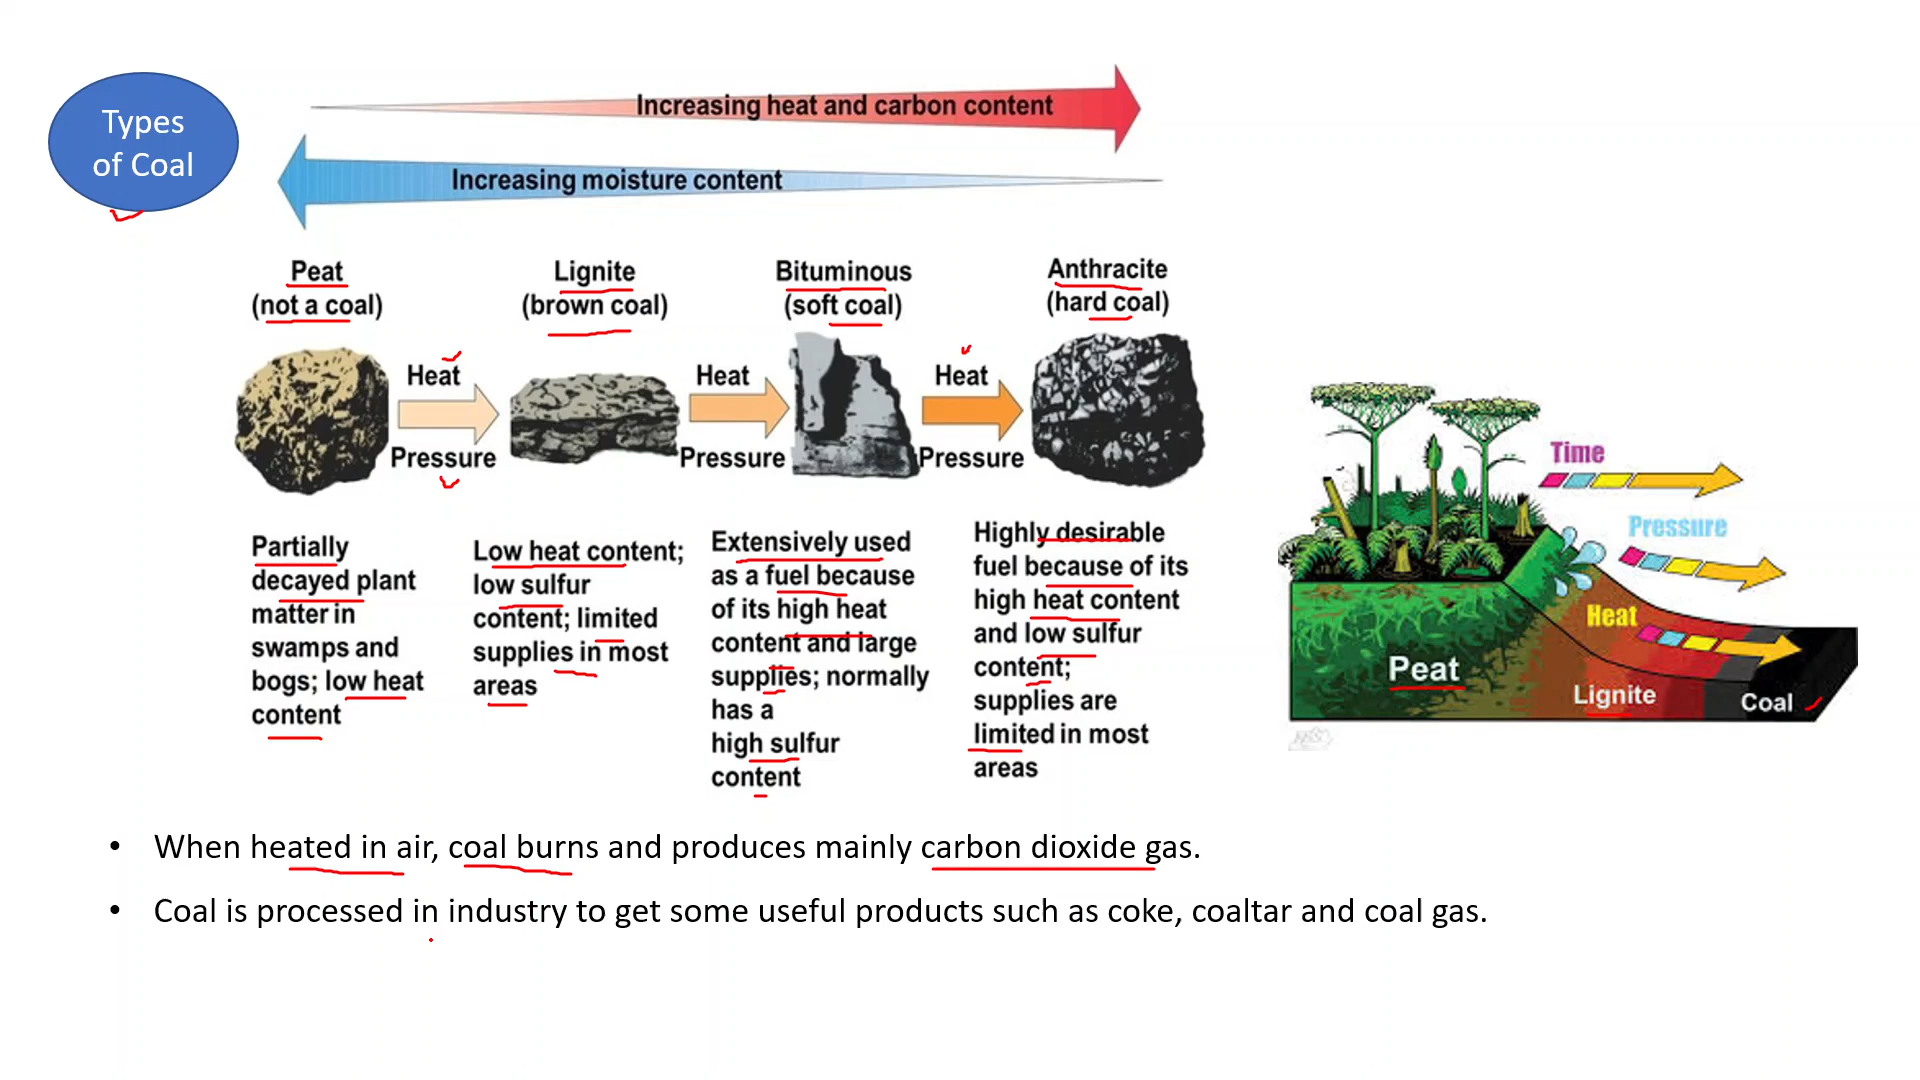 Types
of Coal
Increasing heat and carbon content
Increasing moisture content
Peat
(not a coal)
Lignite
(brown coal)
Bituminous
(soft coal)
Anthracite
(hard coal)
Heat
Pressure
Heat
Pressure
Heat
Pressure
Partially
decayed plant
matter in
swamps and
bogs; low heat
content
Low heat content;
low sulfur
content; limited
supplies in most
areas
Extensively used
as a fuel because
of its high heat
content and large
supplies; normally
has a
high sulfur
content
Highly desirable
fuel because of its
high heat content
and low sulfur
content;
supplies are
limited in most
areas
Time
Pressure
Heat
Peat
Lignite
Coal
• When heated in air, coal burns and produces mainly carbon dioxide gas.
• Coal is processed in industry to get some useful products such as coke, coaltar and coal gas.